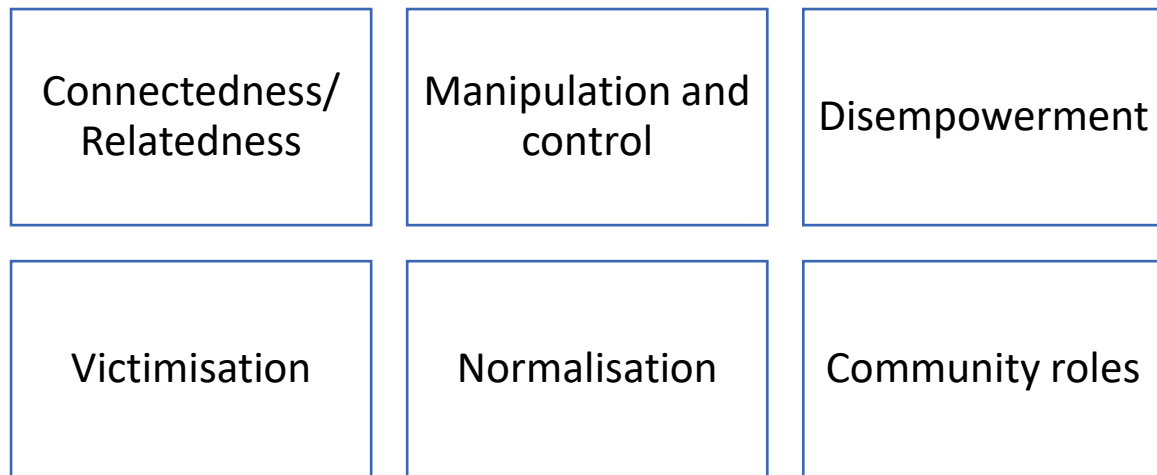 Connectedness/
Relatedness
Manipulation and
control
Disempowerment
Victimisation
Normalisation
Community roles